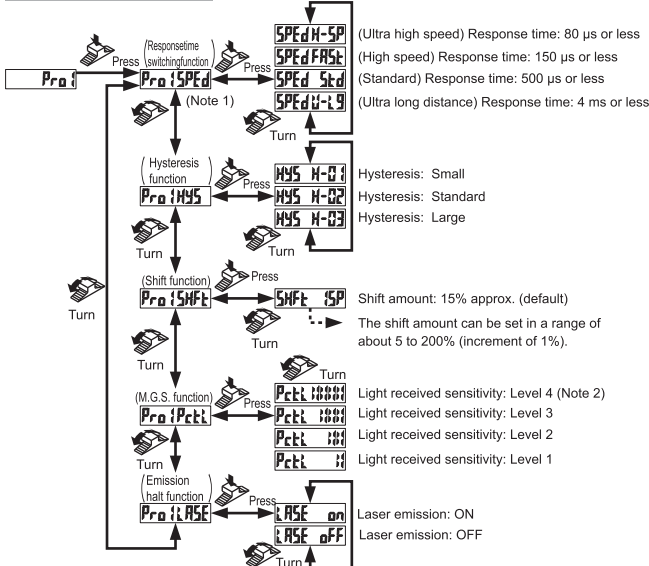 SPEd H-SP (Ultra high speed) Response time: 80 µs or less
SPEd FASt (High speed) Response time: 150 µs or less
SPEd Std (Standard) Response time: 500 µs or less
SPEd U-L9 (Ultra long distance) Response time: 4 ms or less
Pro1
Press
(Responsetime
switchingfunction)
Pro1SPEd
(Note 1)
Press
Turn
(Hysteresis
function)
Pro1HYS
Press
HYS H-01 Hysteresis: Small
HYS H-02 Hysteresis: Standard
HYS H-03 Hysteresis: Large
Turn
Turn
(Shift function)
Pro1SHFt
Press
SHFt 15P Shift amount: 15% approx. (default)
The shift amount can be set in a range of
about 5 to 200% (increment of 1%).
Turn
Turn
Turn
Turn
(M.G.S. function)
Pro1PctL
Press
PctL Light received sensitivity: Level 4 (Note 2)
PctL Light received sensitivity: Level 3
PctL Light received sensitivity: Level 2
PctL Light received sensitivity: Level 1
Turn
(Emission
halt function)
Pro1LASE
Press
LASE on Laser emission: ON
LASE oFF Laser emission: OFF
Turn